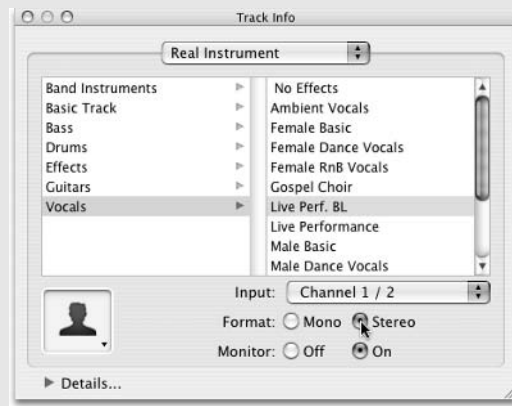 Track Info
Real Instrument
Band Instruments
Basic Track
Bass
Drums
Effects
Guitars
Vocals
No Effects
Ambient Vocals
Female Basic
Female Dance Vocals
Female RnB Vocals
Gospel Choir
Live Perf. BL
Live Performance
Male Basic
Male Dance Vocals
Input: Channel 1 / 2
Format: Mono Stereo
Monitor: Off On
Details...